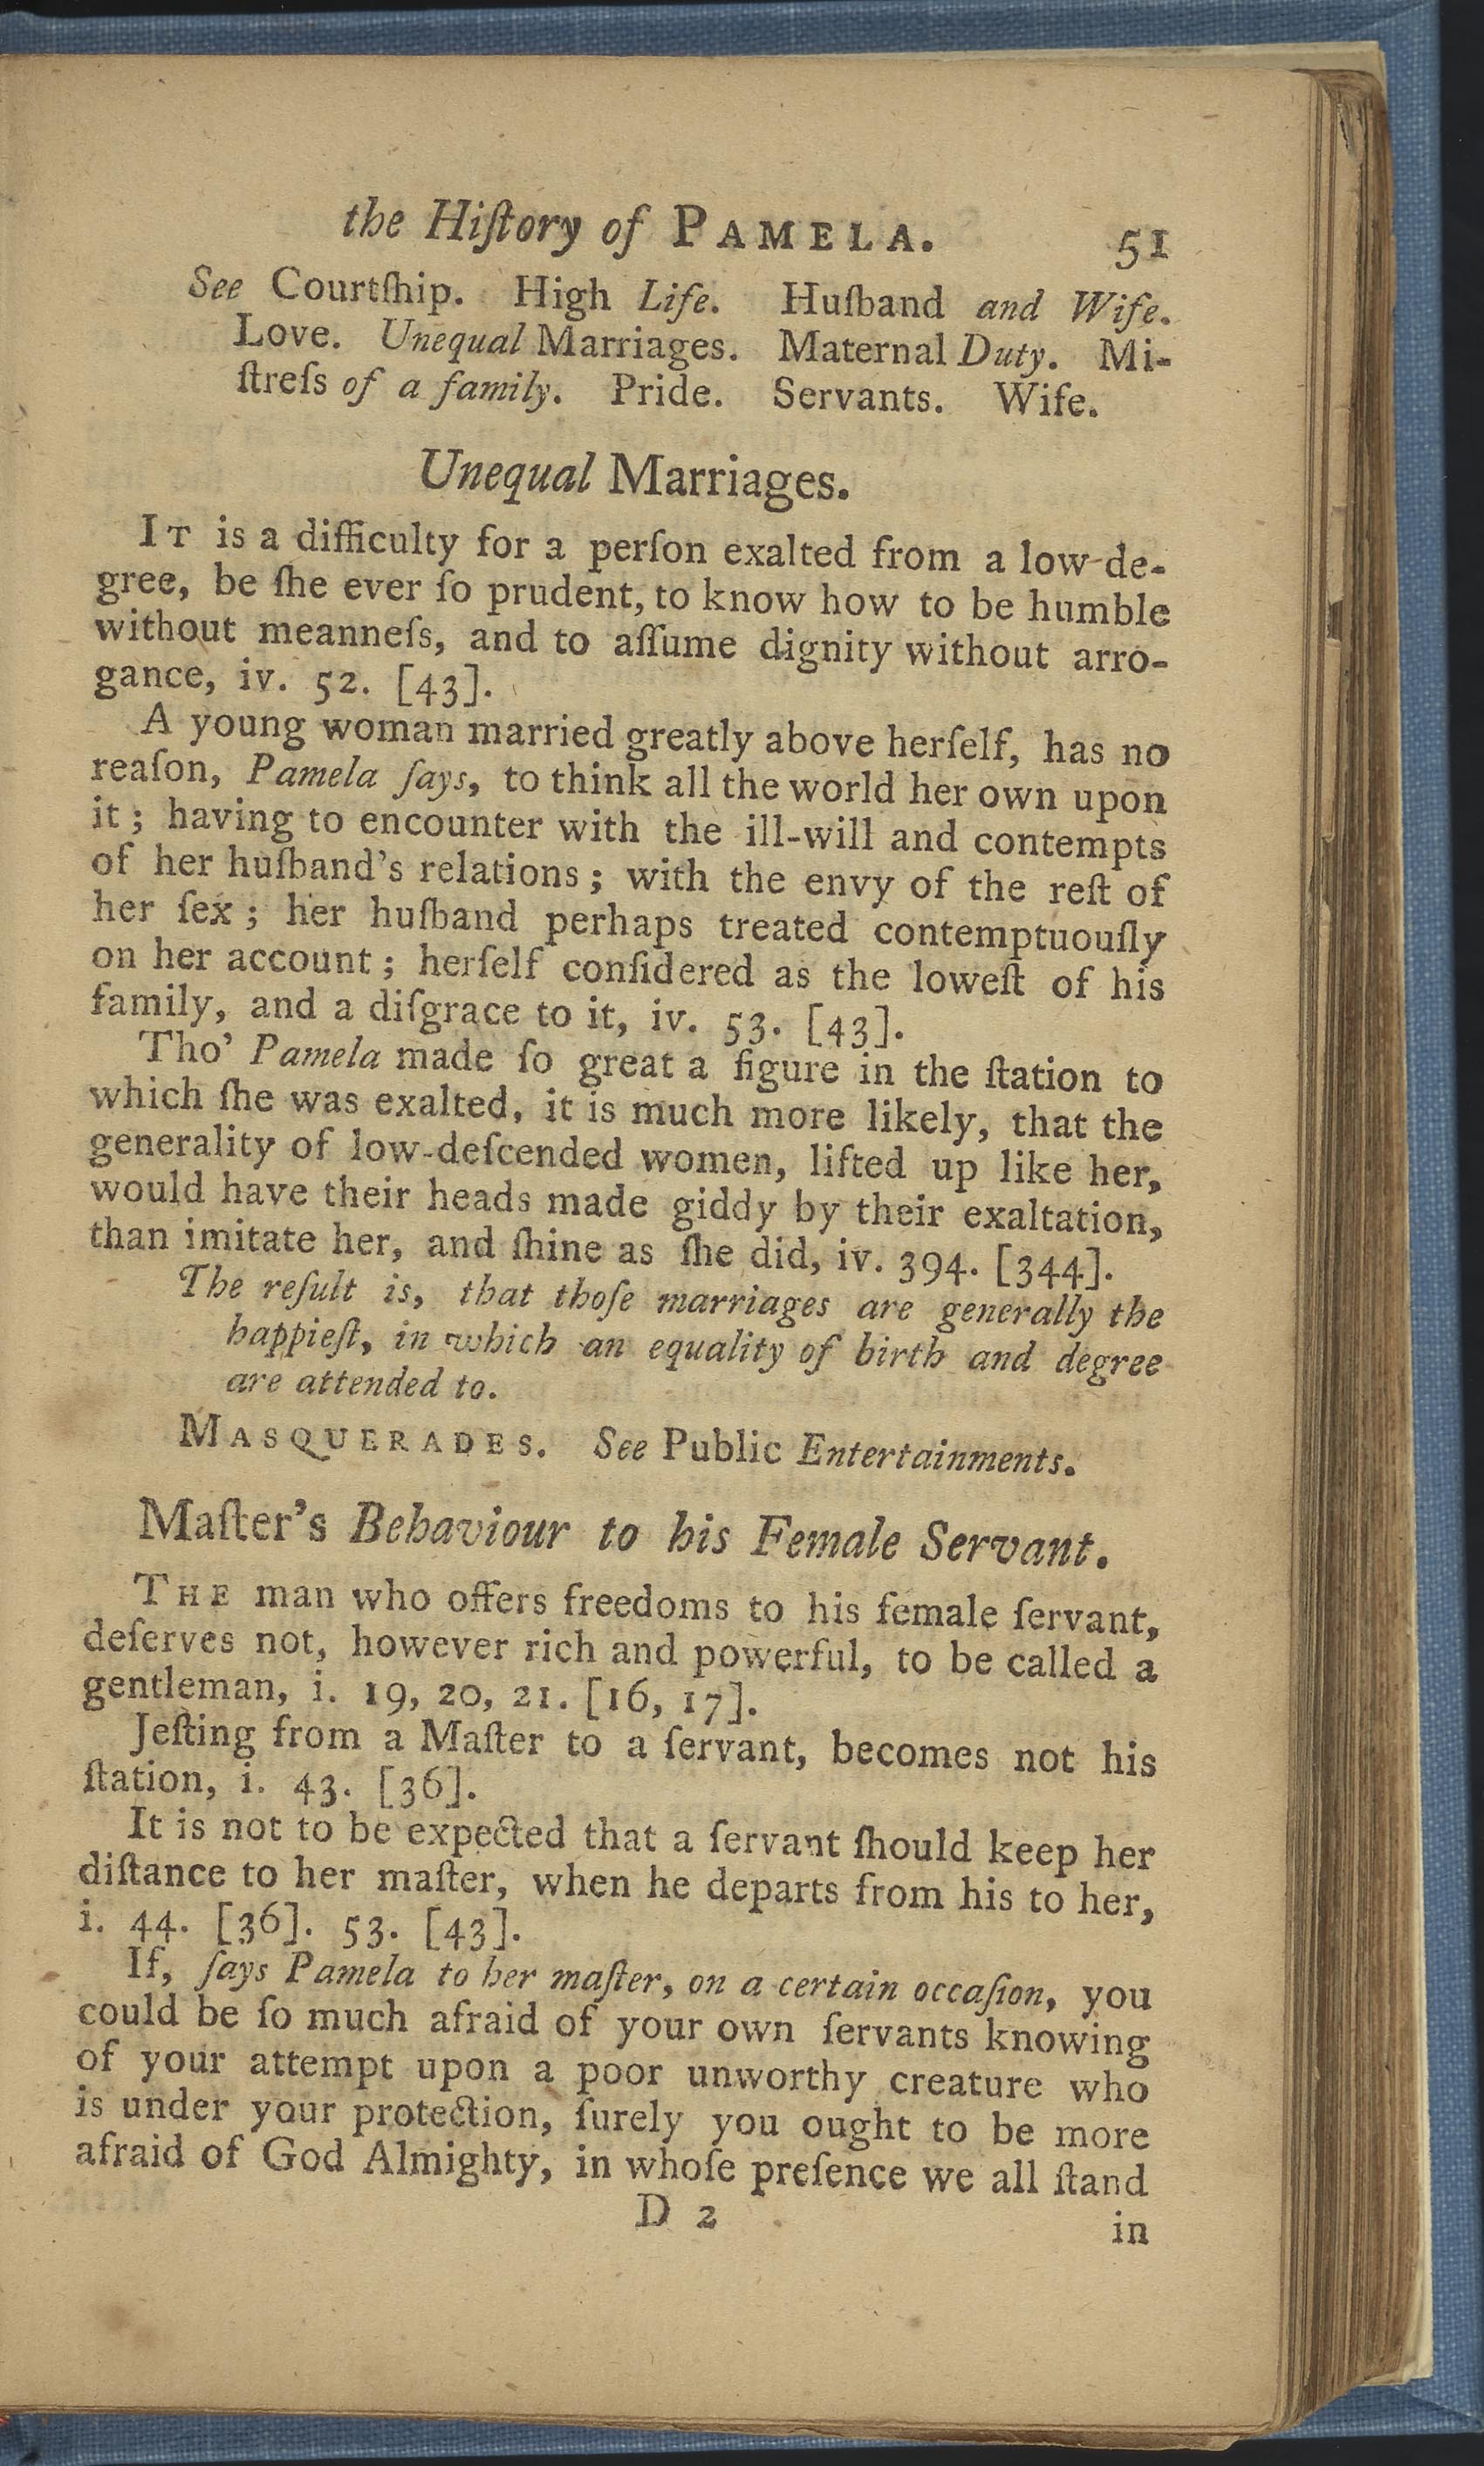 the Hiſtory of PAMELA. 51
See Courtſhip. High Life. Huſband and Wife.
Love. Unequal Marriages. Maternal Duty. Mi-
ſtreſs of a family. Pride. Servants. Wife.
Unequal Marriages.
IT is a difficulty for a perſon exalted from a low de-
gree, be ſhe ever ſo prudent, to know how to be humble
without meanneſs, and to aſſume dignity without arro-
gance, iv. 52. [43].
A young woman married greatly above herſelf, has no
reaſon, Pamela ſays, to think all the world her own upon
it; having to encounter with the ill-will and contempts
of her huſband's relations; with the envy of the reſt of
her ſex; her huſband perhaps treated contemptuouſly
on her account; herſelf conſidered as the loweſt of his
family, and a diſgrace to it, iv. 53. [43].
Tho' Pamela made ſo great a figure in the ſtation to
which ſhe was exalted, it is much more likely, that the
generality of low-deſcended women, lifted up like her,
would have their heads made giddy by their exaltation,
than imitate her, and ſhine as ſhe did, iv. 394. [344].
The reſult is, that thoſe marriages are generally the
happieſt, in which an equality of birth and degree
are attended to.
MASQUERADES. See Public Entertainments.
Maſter's Behaviour to his Female Servant.
THE man who offers freedoms to his female ſervant,
deſerves not, however rich and powerful, to be called a
gentleman, i. 19, 20, 21. [16, 17].
Jeſting from a Maſter to a ſervant, becomes not his
ſtation, i. 43. [36].
It is not to be expected that a ſervant ſhould keep her
diſtance to her maſter, when he departs from his to her,
i. 44. [36]. 53. [43].
If, ſays Pamela to her maſter, on a certain occaſion, you
could be ſo much afraid of your own ſervants knowing
of your attempt upon a poor unworthy creature who
is under your protection, ſurely you ought to be more
afraid of God Almighty, in whoſe preſence we all ſtand
D 2 in